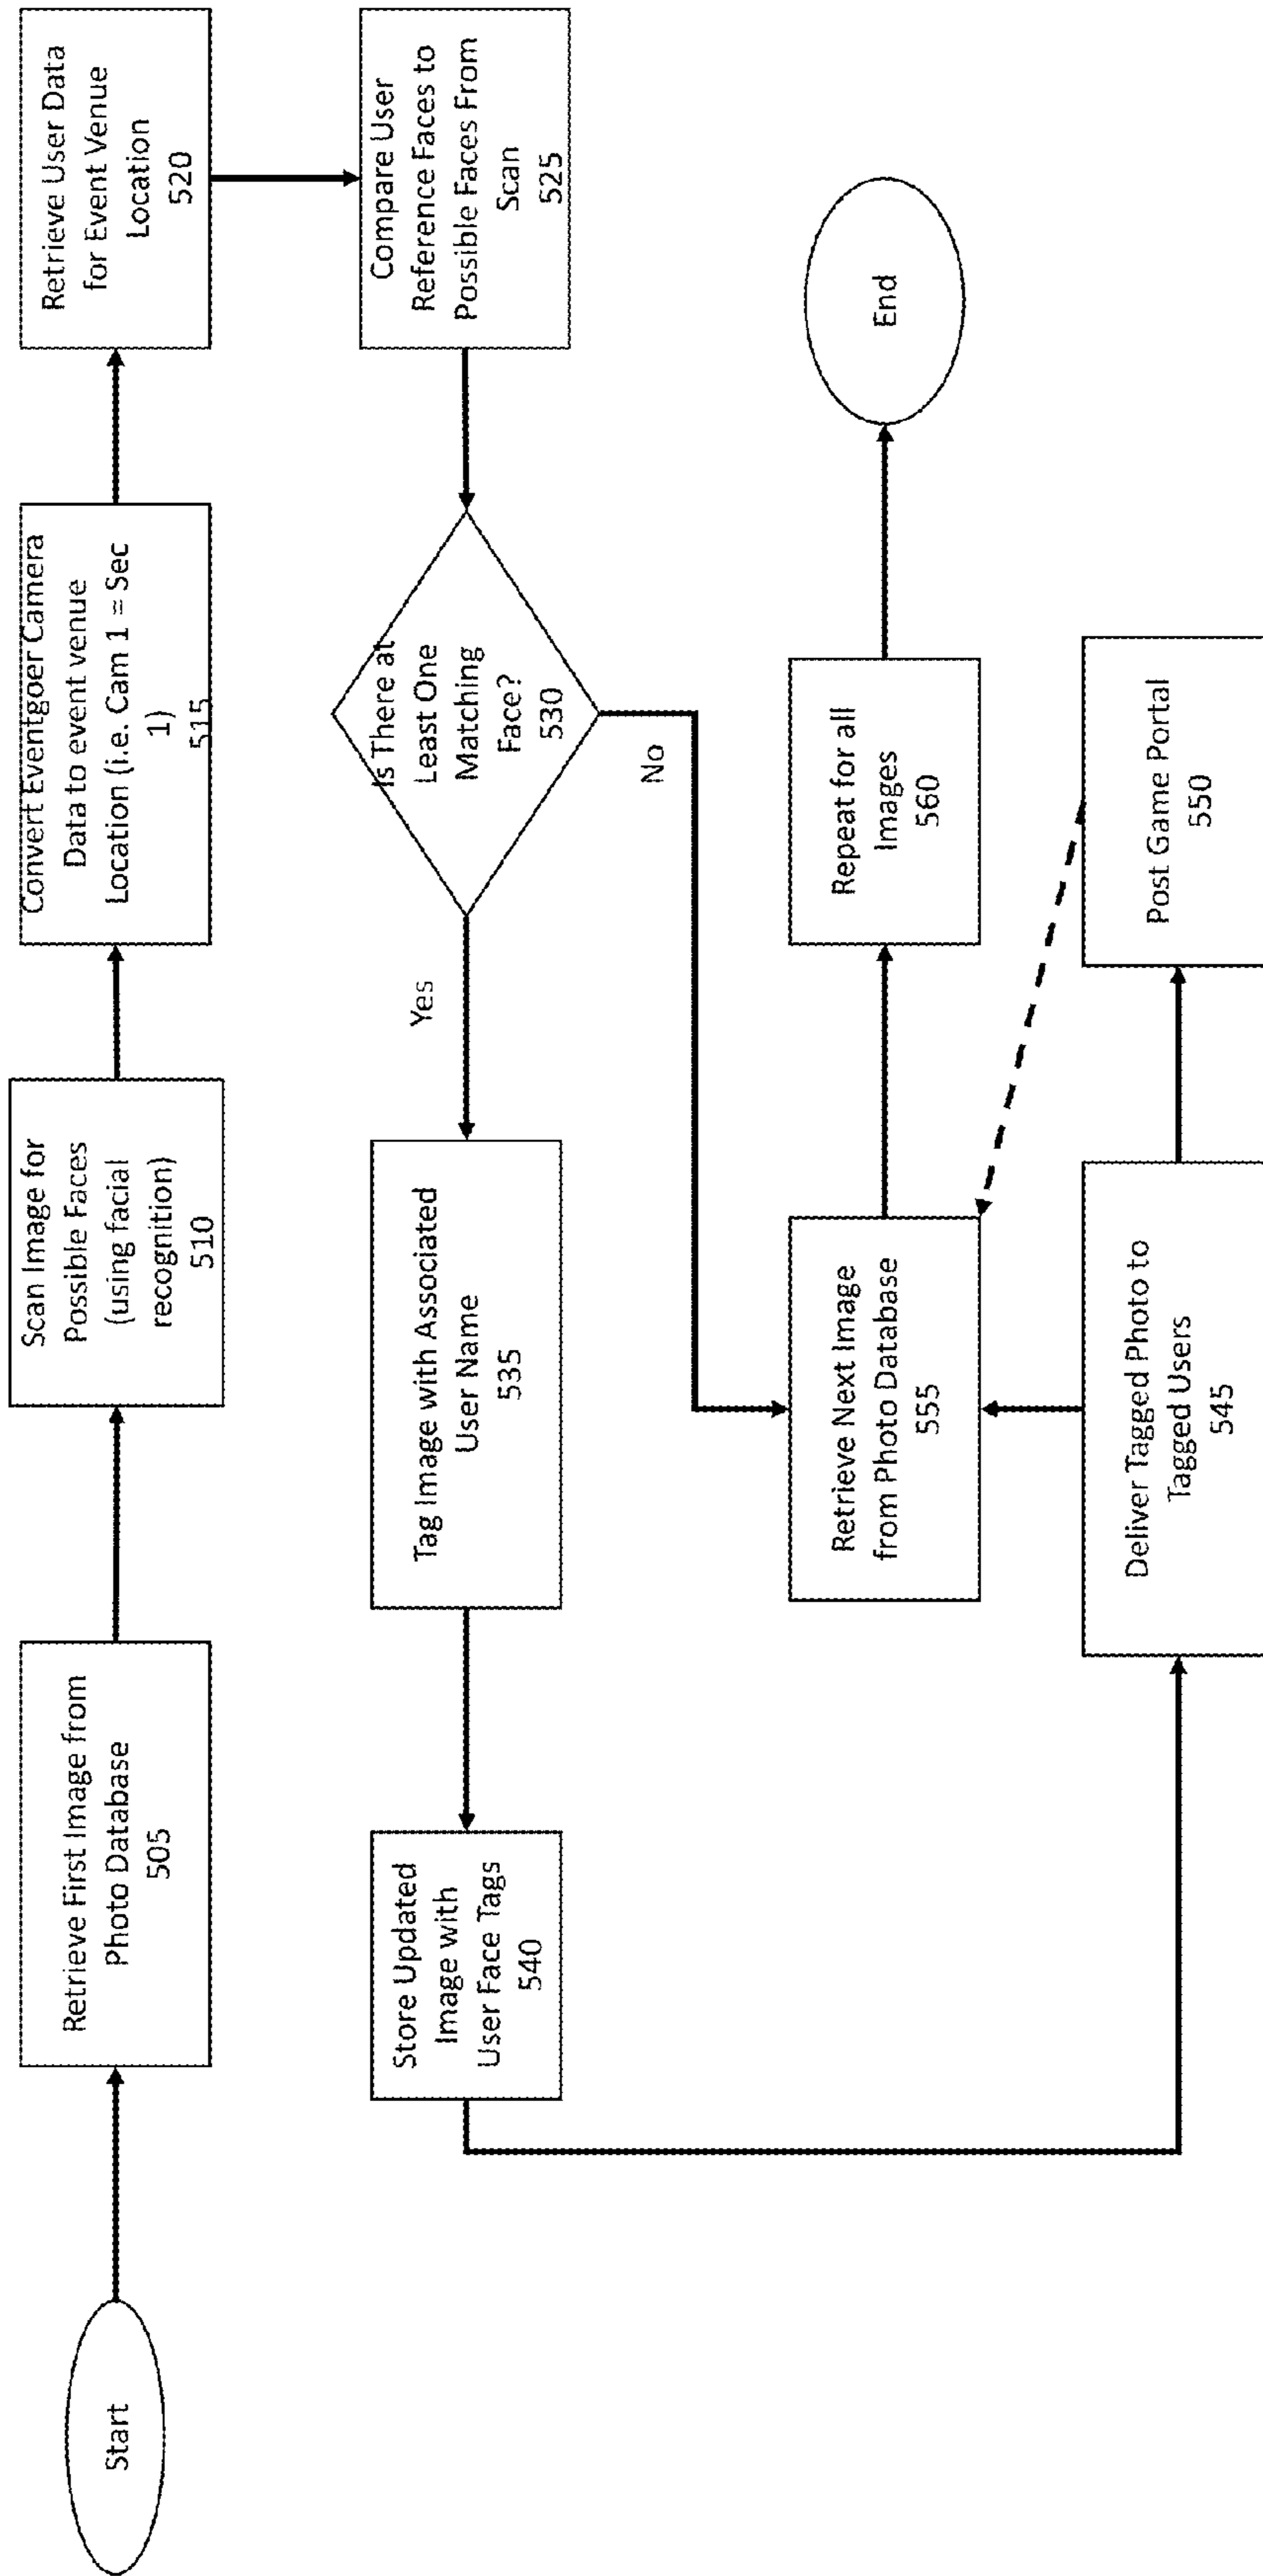 Start
Retrieve First Image from
Photo Database
505
Scan Image for
Possible Faces
(using facial
recognition)
510
Convert Eventgoer Camera
Data to event venue
Location (i.e. Cam 1 = Sec
1)
515
Retrieve User Data
for Event Venue
Location
520
Compare User
Reference Faces to
Possible Faces From
Scan
525
Is There at
Least One
Matching
Face?
530
Yes
No
Tag Image with Associated
User Name
535
Store Updated
Image with
User Face Tags
540
Deliver Tagged Photo to
Tagged Users
545
Post Game Portal
550
Retrieve Next Image
from Photo Database
555
Repeat for all
Images
560
End